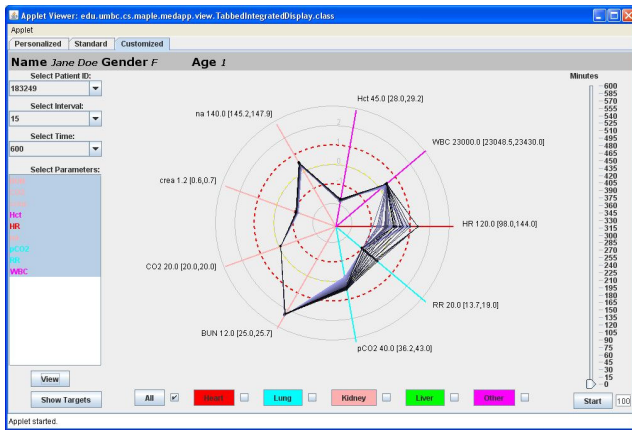 Applet Viewer: edu.umbc.cs.maple.medapp.view.TabbedIntegratedDisplay.class
Applet
Personalized Standard Customized
Name Jane Doe Gender F Age 1
Select Patient ID:
183249
Select Interval:
15
Select Time:
600
Select Parameters:
Hct
HR
pCO2
RR
WBC
View
Show Targets
Hct 45.0 [28.0,29.2]
na 140.0 [145.2,147.9]
WBC 23000.0 [23048.5,23430.0]
crea 1.2 [0.6,0.7]
HR 120.0 [98.0,144.0]
CO2 20.0 [20.0,20.0]
RR 20.0 [13.7,19.0]
BUN 12.0 [25.0,25.7]
pCO2 40.0 [36.2,43.0]
2
1
0
All Heart Lung Kidney Liver Other
Minutes
600
585
570
555
540
525
510
495
480
465
450
435
420
405
390
375
360
345
330
315
300
285
270
255
240
225
210
195
180
165
150
135
120
105
90
75
60
45
30
15
0
Start 100
Applet started.